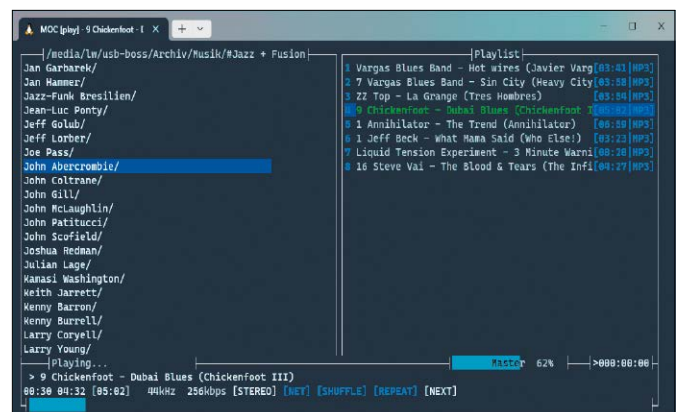 MOC [play] - 9 Chickenfoot - D X + ⌄
/media/lw/usb-boss/Archiv/Musik/#Jazz + Fusion
Jan Garbarek/
Jan Hammer/
Jazz-Funk Bresilien/
Jean-Luc Ponty/
Jeff Golub/
Jeff Lorber/
Joe Pass/
John Abercrombie/
John Coltrane/
John Gill/
John McLaughlin/
John Patitucci/
John Scofield/
Joshua Redman/
Julian Lage/
Kamasi Washington/
Keith Jarrett/
Kenny Barron/
Kenny Burrell/
Larry Coryell/
Larry Young/
Playlist
1 Vargas Blues Band - Hot wires (Javier Varg[03:41|MP3]
2 7 Vargas Blues Band - Sin City (Heavy City[03:58|MP3]
3 ZZ Top - La Grange (Tres Hombres) [03:54|MP3]
4 9 Chickenfoot - Dubai Blues (Chickenfoot I[05:02|MP3]
5 1 Annihilator - The Trend (Annihilator) [06:59|MP3]
6 1 Jeff Beck - What Mama Said (Who Else!) [03:23|MP3]
7 Liquid Tension Experiment - 3 Minute Warni[08:20|MP3]
8 16 Steve Vai - The Blood & Tears (The Infi[04:27|MP3]
Playing...
Master 62% >000:00:00
> 9 Chickenfoot - Dubai Blues (Chickenfoot III)
00:30 04:32 [05:02] 44kHz 256kbps [STEREO] [NET] [SHUFFLE] [REPEAT] [NEXT]